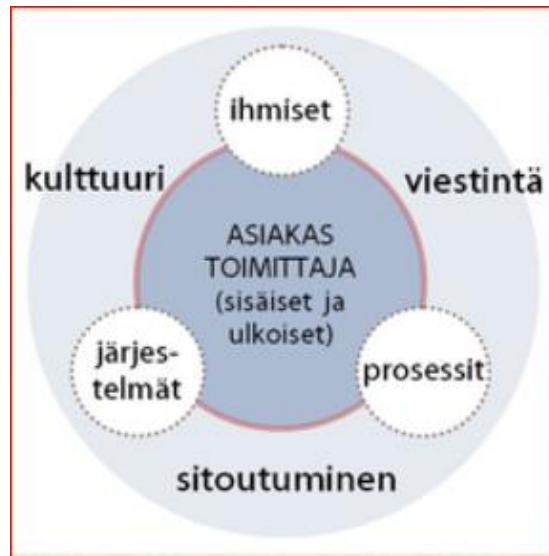 ihmiset
kulttuuri
viestintä
ASIAKAS
TOIMITTAJA
(sisäiset ja
ulkoiset)
järjes-
telmät
prosessit
sitoutuminen